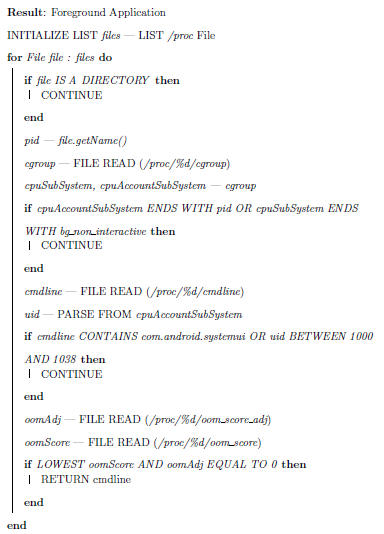 Result: Foreground Application
INITIALIZE LIST files — LIST /proc File
for File file : files do
if file IS A DIRECTORY then
CONTINUE
end
pid — file.getName()
cgroup — FILE READ (/proc/%d/cgroup)
cpuSubSystem, cpuAccountSubSystem — cgroup
if cpuAccountSubSystem ENDS WITH pid OR cpuSubSystem ENDS
WITH bg_non_interactive then
CONTINUE
end
cmdline — FILE READ (/proc/%d/cmdline)
uid — PARSE FROM cpuAccountSubSystem
if cmdline CONTAINS com.android.systemui OR uid BETWEEN 1000
AND 1038 then
CONTINUE
end
oomAdj — FILE READ (/proc/%d/oom_score_adj)
oomScore — FILE READ (/proc/%d/oom_score)
if LOWEST oomScore AND oomAdj EQUAL TO 0 then
RETURN cmdline
end
end